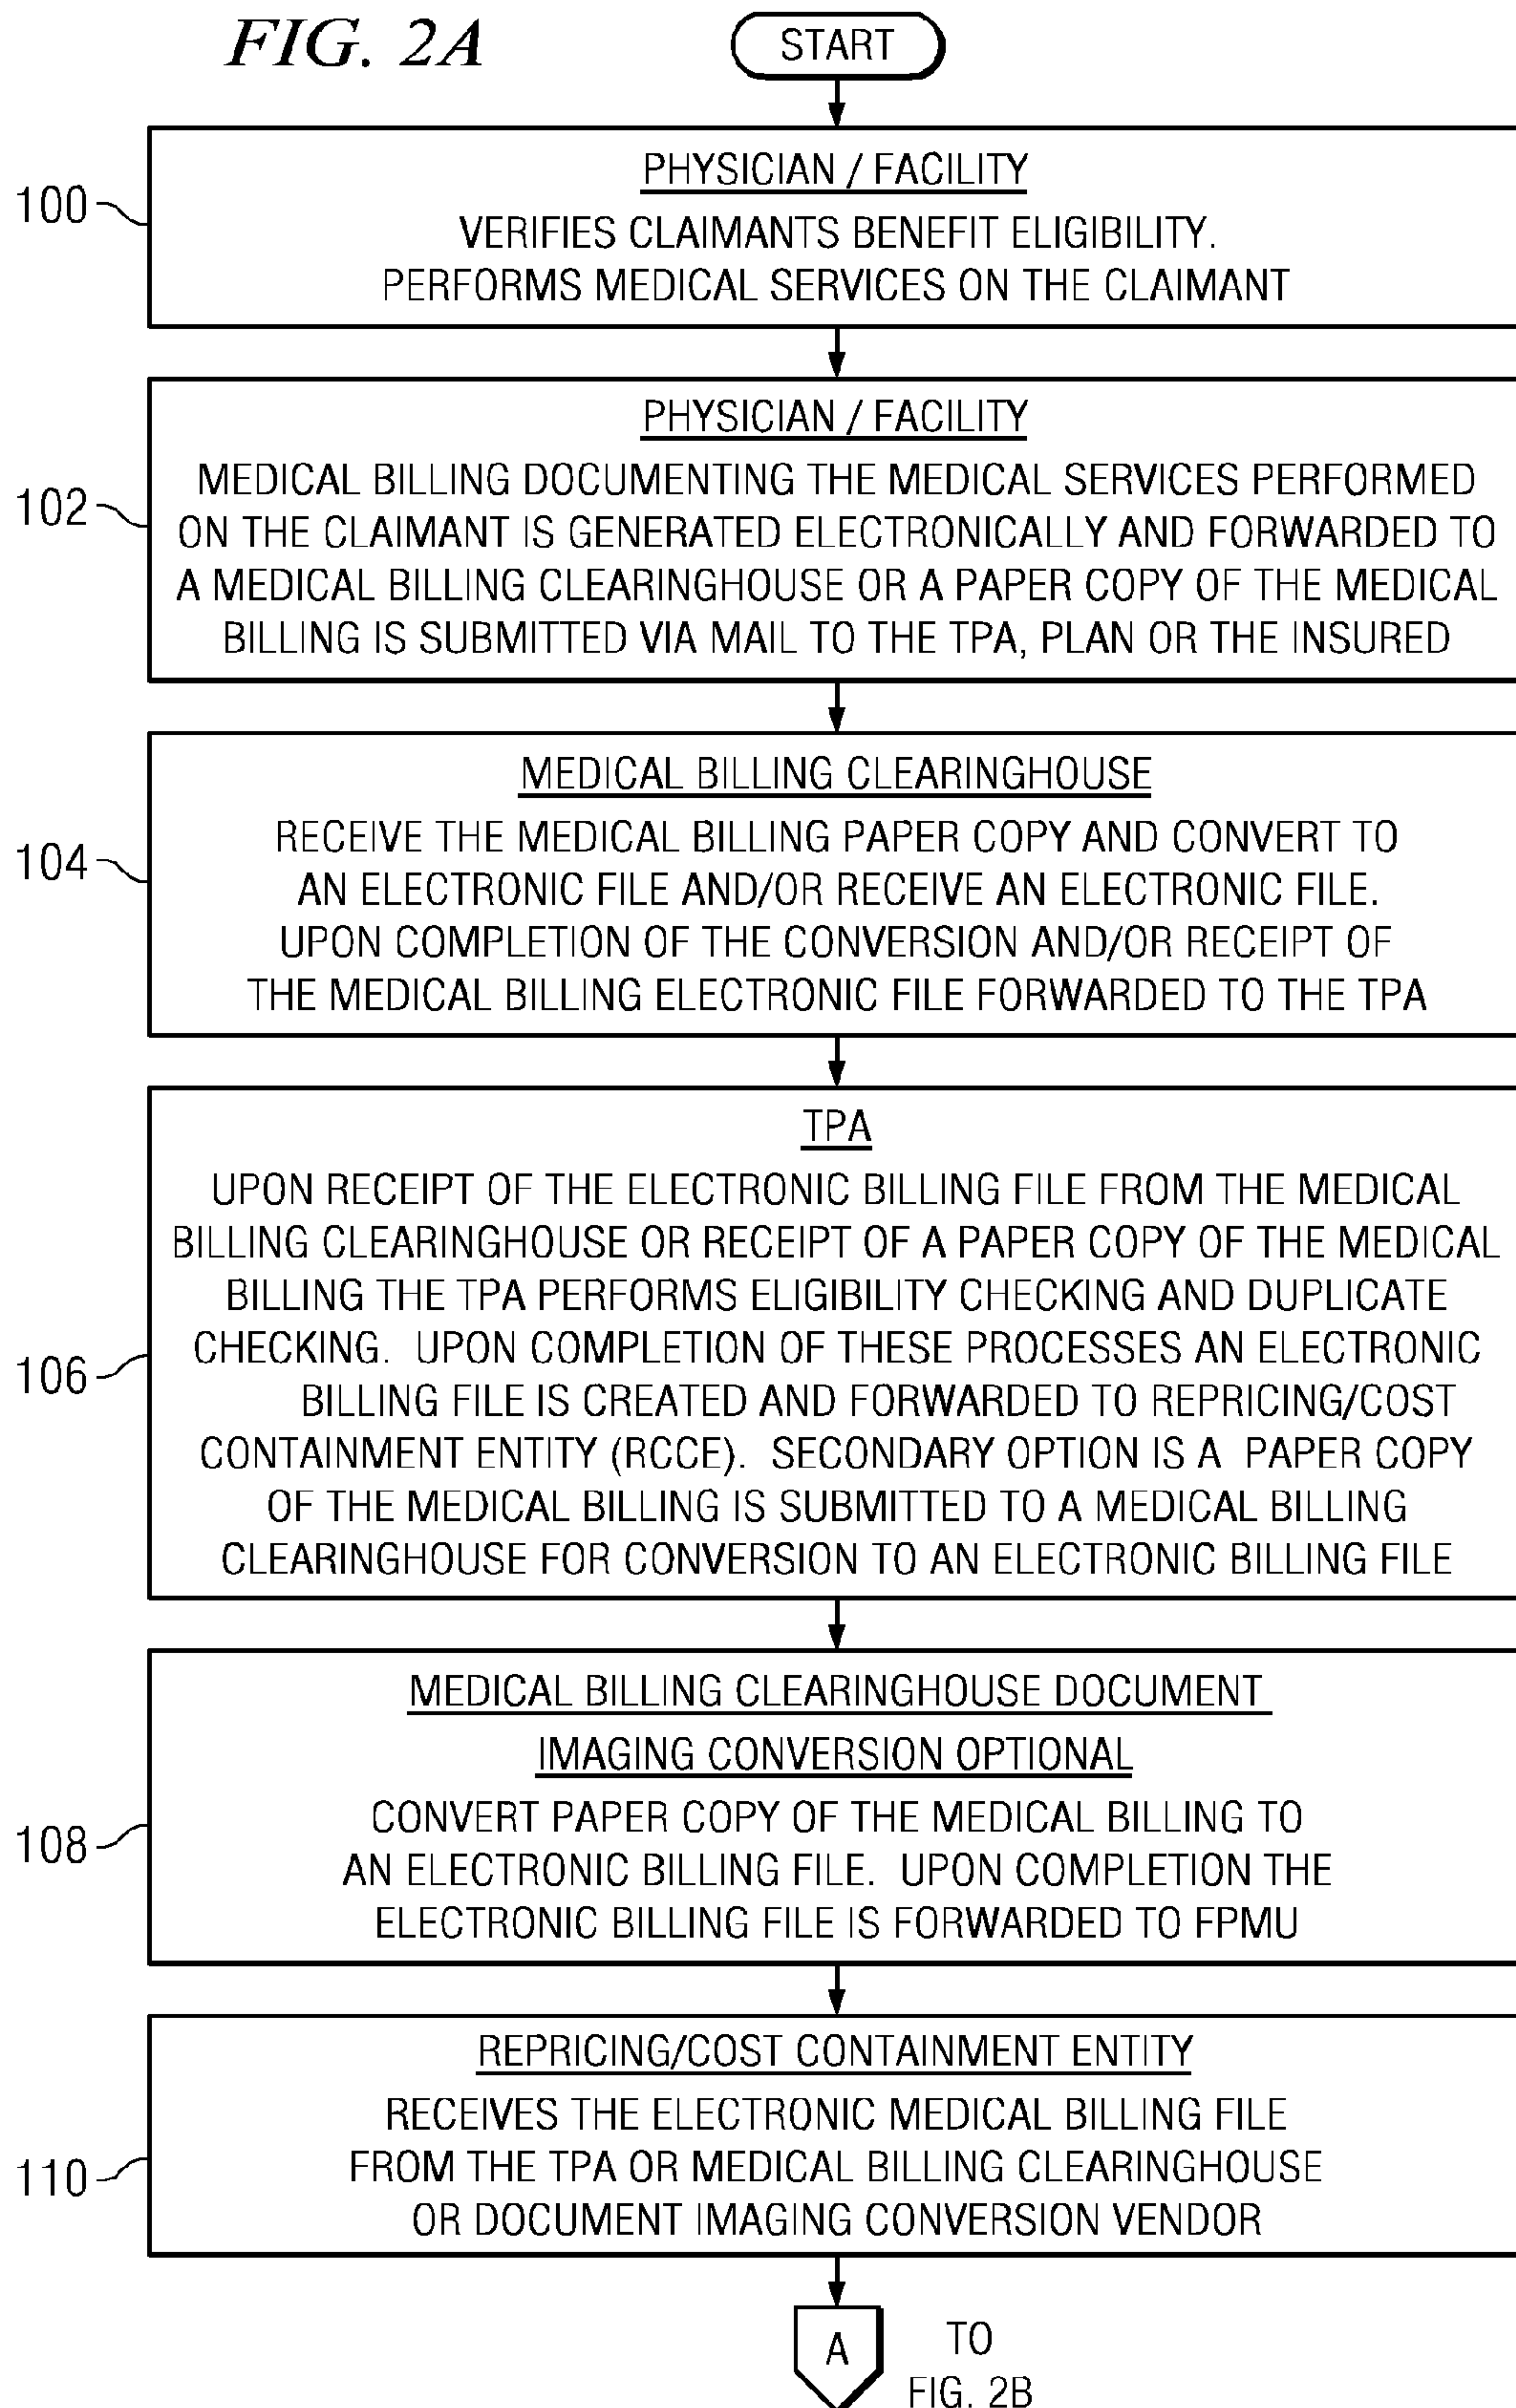 FIG. 2A
START
100
PHYSICIAN / FACILITY
VERIFIES CLAIMANTS BENEFIT ELIGIBILITY.
PERFORMS MEDICAL SERVICES ON THE CLAIMANT
102
PHYSICIAN / FACILITY
MEDICAL BILLING DOCUMENTING THE MEDICAL SERVICES PERFORMED
ON THE CLAIMANT IS GENERATED ELECTRONICALLY AND FORWARDED TO
A MEDICAL BILLING CLEARINGHOUSE OR A PAPER COPY OF THE MEDICAL
BILLING IS SUBMITTED VIA MAIL TO THE TPA, PLAN OR THE INSURED
104
MEDICAL BILLING CLEARINGHOUSE
RECEIVE THE MEDICAL BILLING PAPER COPY AND CONVERT TO
AN ELECTRONIC FILE AND/OR RECEIVE AN ELECTRONIC FILE.
UPON COMPLETION OF THE CONVERSION AND/OR RECEIPT OF
THE MEDICAL BILLING ELECTRONIC FILE FORWARDED TO THE TPA
106
TPA
UPON RECEIPT OF THE ELECTRONIC BILLING FILE FROM THE MEDICAL
BILLING CLEARINGHOUSE OR RECEIPT OF A PAPER COPY OF THE MEDICAL
BILLING THE TPA PERFORMS ELIGIBILITY CHECKING AND DUPLICATE
CHECKING. UPON COMPLETION OF THESE PROCESSES AN ELECTRONIC
BILLING FILE IS CREATED AND FORWARDED TO REPRICING/COST
CONTAINMENT ENTITY (RCCE). SECONDARY OPTION IS A PAPER COPY
OF THE MEDICAL BILLING IS SUBMITTED TO A MEDICAL BILLING
CLEARINGHOUSE FOR CONVERSION TO AN ELECTRONIC BILLING FILE
108
MEDICAL BILLING CLEARINGHOUSE DOCUMENT
IMAGING CONVERSION OPTIONAL
CONVERT PAPER COPY OF THE MEDICAL BILLING TO
AN ELECTRONIC BILLING FILE. UPON COMPLETION THE
ELECTRONIC BILLING FILE IS FORWARDED TO FPMU
110
REPRICING/COST CONTAINMENT ENTITY
RECEIVES THE ELECTRONIC MEDICAL BILLING FILE
FROM THE TPA OR MEDICAL BILLING CLEARINGHOUSE
OR DOCUMENT IMAGING CONVERSION VENDOR
A
TO
FIG. 2B